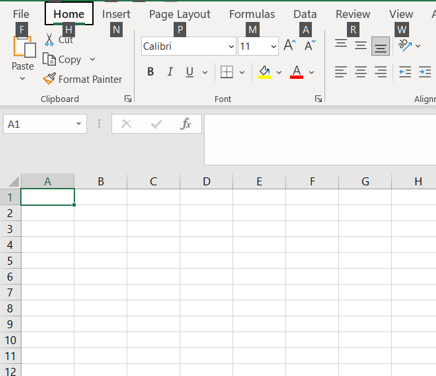 File Home Insert Page Layout Formulas Data Review View
F H N P M A R W
Cut
Calibri 11 A A
Copy
Paste
B I U A
Format Painter
Clipboard Font
A1 fx
A B C D E F G H
1
2
3
4
5
6
7
8
9
10
11
12